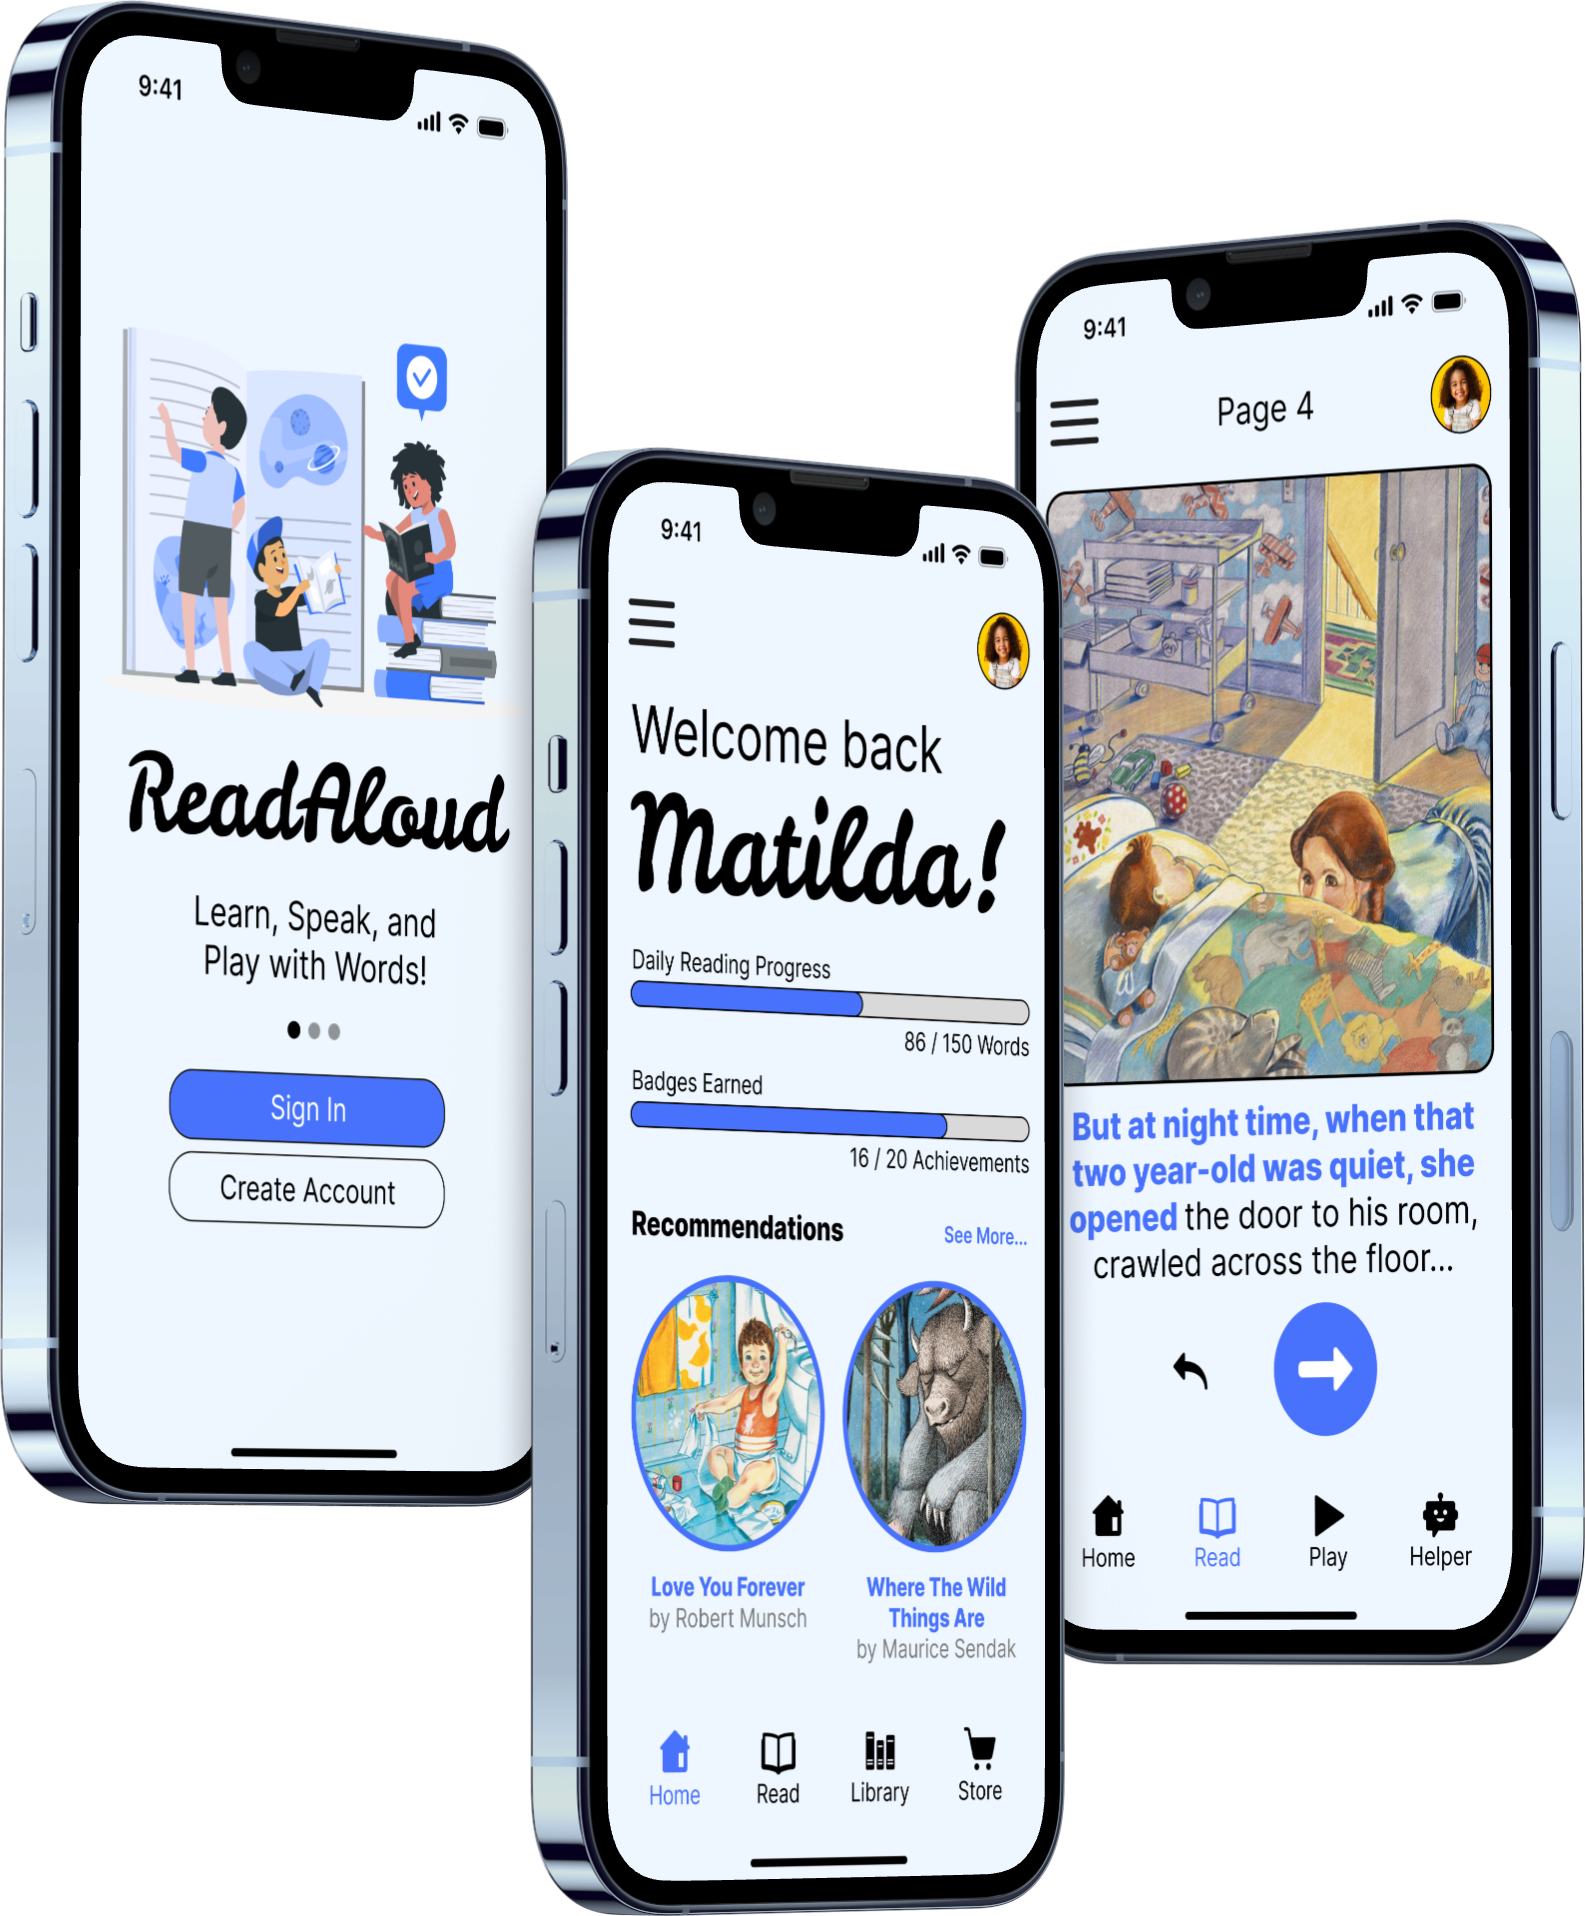 9:41
ReadAloud
Learn, Speak, and
Play with Words!
Sign In
Create Account
9:41
Welcome back
Matilda!
Daily Reading Progress
86 / 150 Words
Badges Earned
16 / 20 Achievements
Recommendations
See More...
Love You Forever
by Robert Munsch
Where The Wild
Things Are
by Maurice Sendak
Home
Read
Library
Store
9:41
Page 4
But at night time, when that
two year-old was quiet, she
opened the door to his room,
crawled across the floor...
Home
Read
Play
Helper